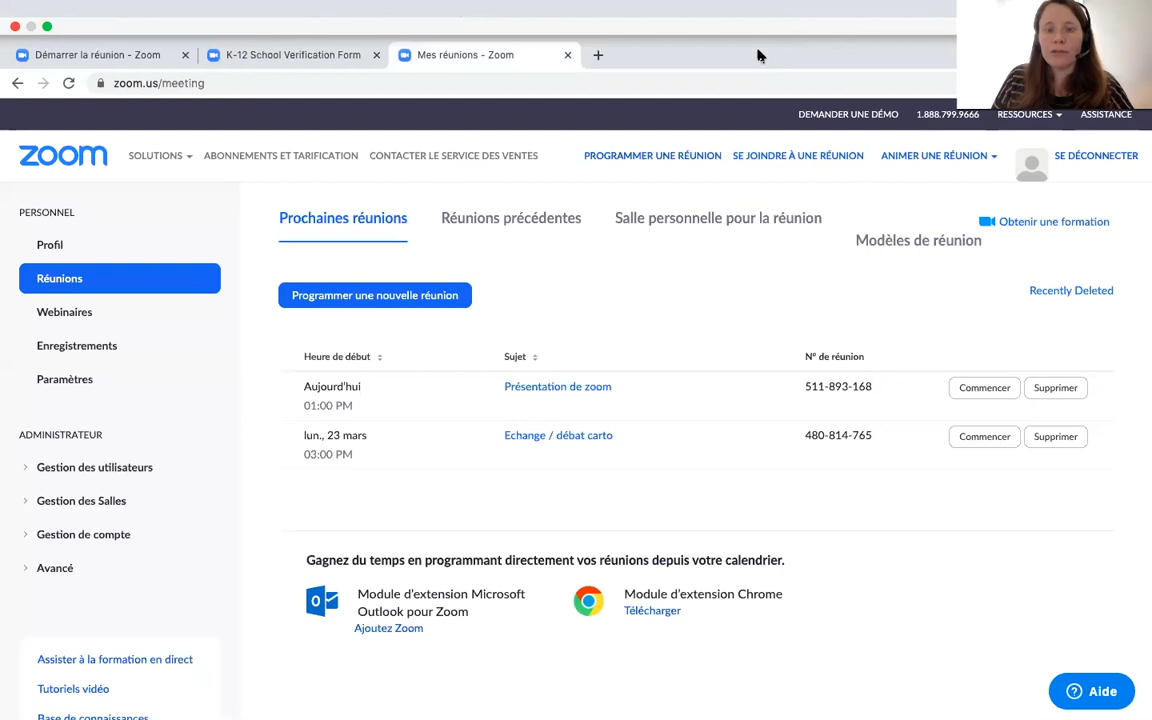 Démarrer la réunion - Zoom
K-12 School Verification Form
Mes réunions - Zoom
zoom.us/meeting
DEMANDER UNE DÉMO 1.888.799.9666 RESSOURCES ASSISTANCE
zoom SOLUTIONS ABONNEMENTS ET TARIFICATION CONTACTER LE SERVICE DES VENTES PROGRAMMER UNE RÉUNION SE JOINDRE À UNE RÉUNION ANIMER UNE RÉUNION SE DÉCONNECTER
PERSONNEL
Profil
Réunions
Webinaires
Enregistrements
Paramètres
ADMINISTRATEUR
Gestion des utilisateurs
Gestion des Salles
Gestion de compte
Avancé
Assister à la formation en direct
Tutoriels vidéo
Base de connaissances
Prochaines réunions Réunions précédentes Salle personnelle pour la réunion
Modèles de réunion
Obtenir une formation
Programmer une nouvelle réunion
Recently Deleted
Heure de début Sujet N° de réunion
Aujourd'hui Présentation de zoom 511-893-168 Commencer Supprimer
01:00 PM
lun., 23 mars Echange / débat carto 480-814-765 Commencer Supprimer
03:00 PM
Gagnez du temps en programmant directement vos réunions depuis votre calendrier.
Module d'extension Microsoft
Outlook pour Zoom
Ajoutez Zoom
Module d'extension Chrome
Télécharger
Aide